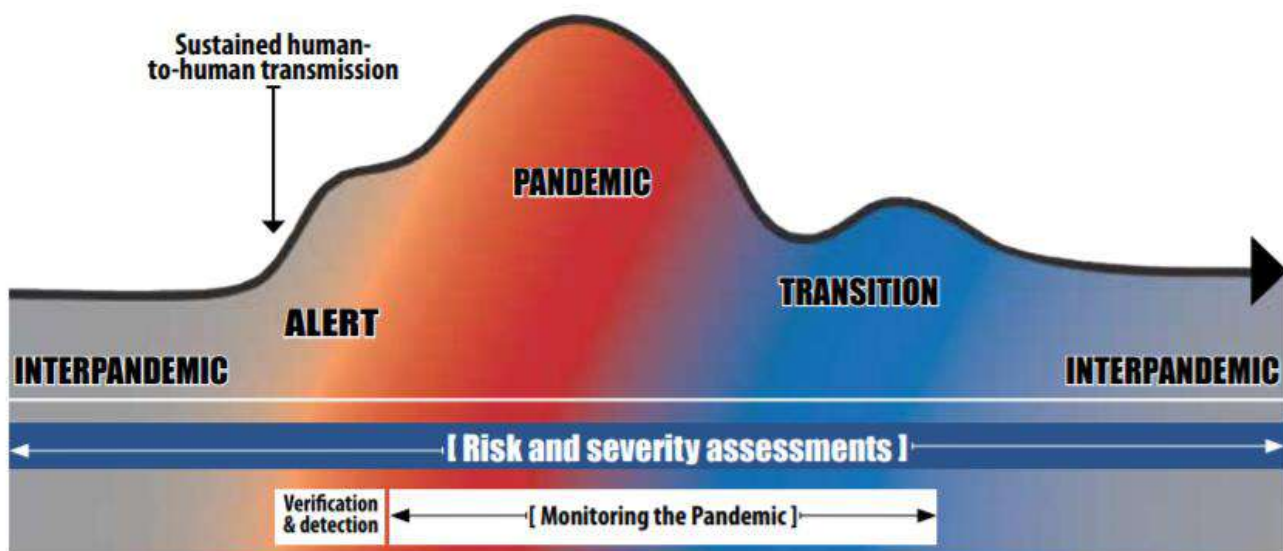 Sustained human-
to-human transmission
PANDEMIC
TRANSITION
ALERT
INTERPANDEMIC
INTERPANDEMIC
[ Risk and severity assessments ]
Verification
& detection
[ Monitoring the Pandemic ]